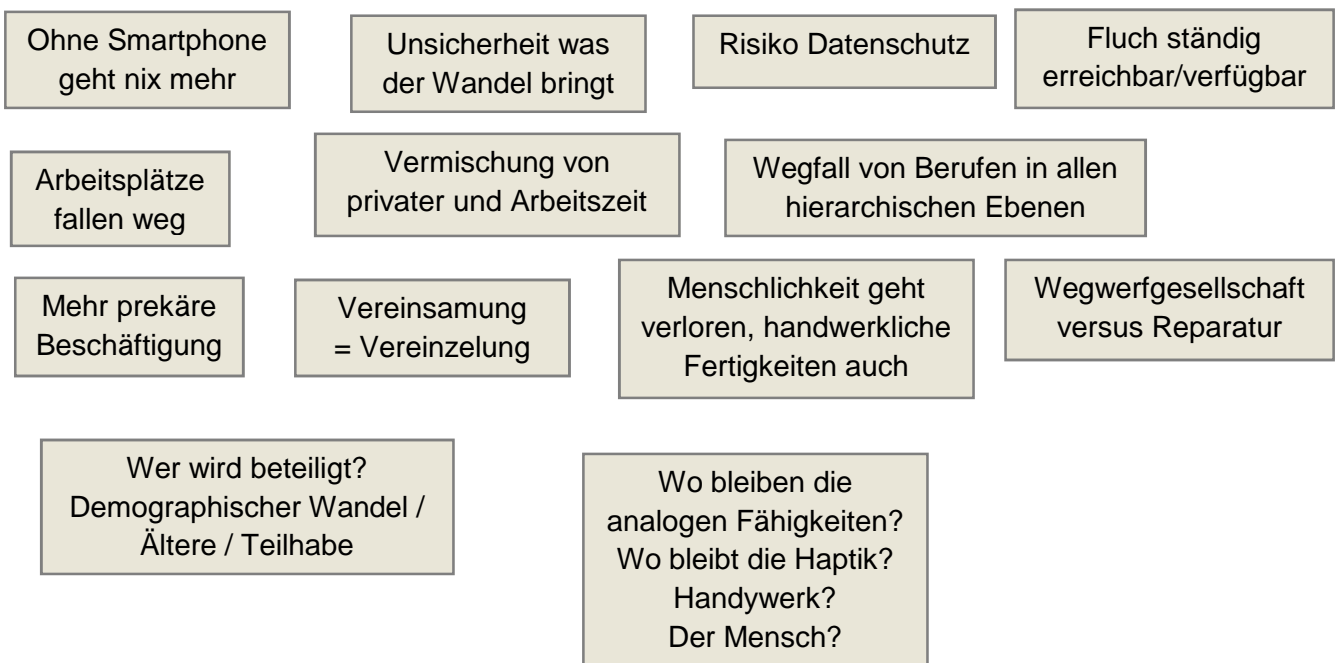 Ohne Smartphone
geht nix mehr
Unsicherheit was
der Wandel bringt
Risiko Datenschutz
Fluch ständig
erreichbar/verfügbar
Arbeitsplätze
fallen weg
Vermischung von
privater und Arbeitszeit
Wegfall von Berufen in allen
hierarchischen Ebenen
Mehr prekäre
Beschäftigung
Vereinsamung
= Vereinzelung
Menschlichkeit geht
verloren, handwerkliche
Fertigkeiten auch
Wegwerfgesellschaft
versus Reparatur
Wer wird beteiligt?
Demographischer Wandel /
Ältere / Teilhabe
Wo bleiben die
analogen Fähigkeiten?
Wo bleibt die Haptik?
Handywerk?
Der Mensch?